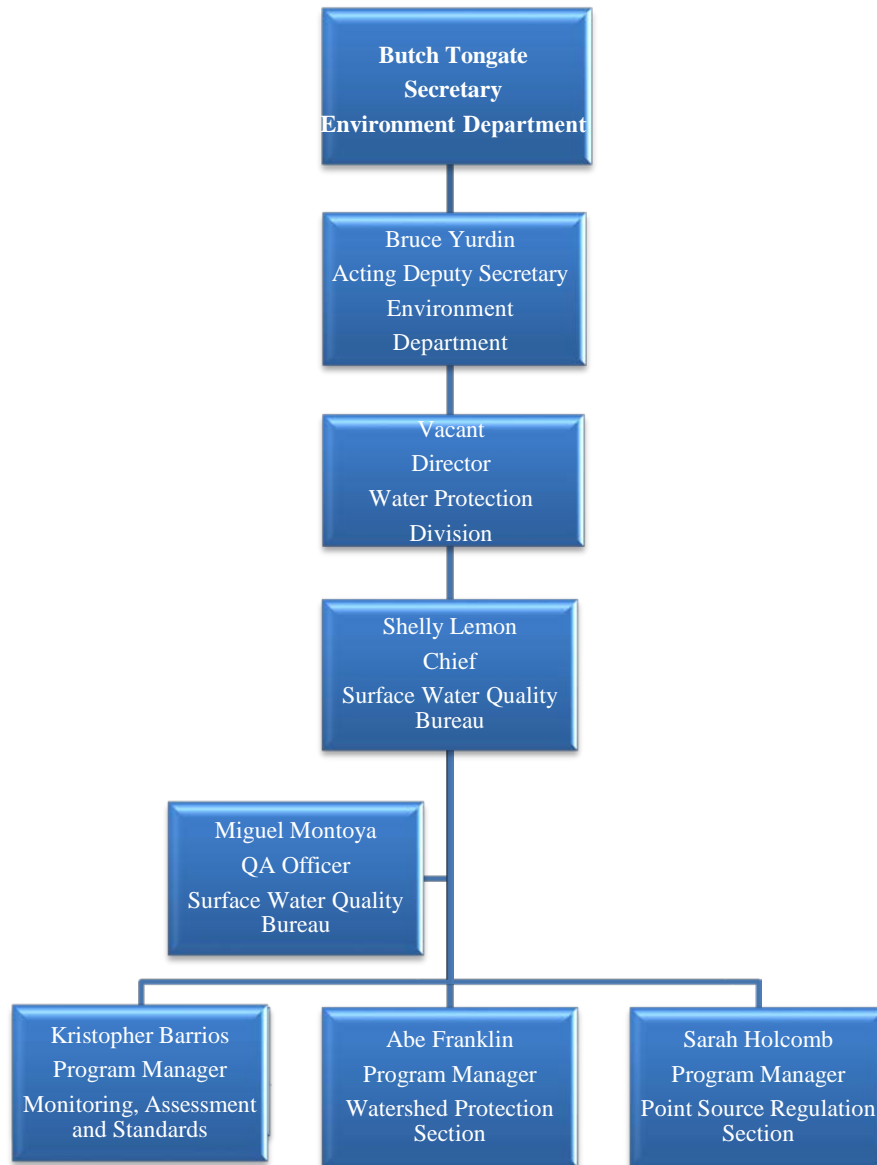 Butch Tongate
Secretary
Environment Department
Bruce Yurdin
Acting Deputy Secretary
Environment
Department
Vacant
Director
Water Protection
Division
Shelly Lemon
Chief
Surface Water Quality
Bureau
Miguel Montoya
QA Officer
Surface Water Quality
Bureau
Kristopher Barrios
Program Manager
Monitoring, Assessment
and Standards
Abe Franklin
Program Manager
Watershed Protection
Section
Sarah Holcomb
Program Manager
Point Source Regulation
Section